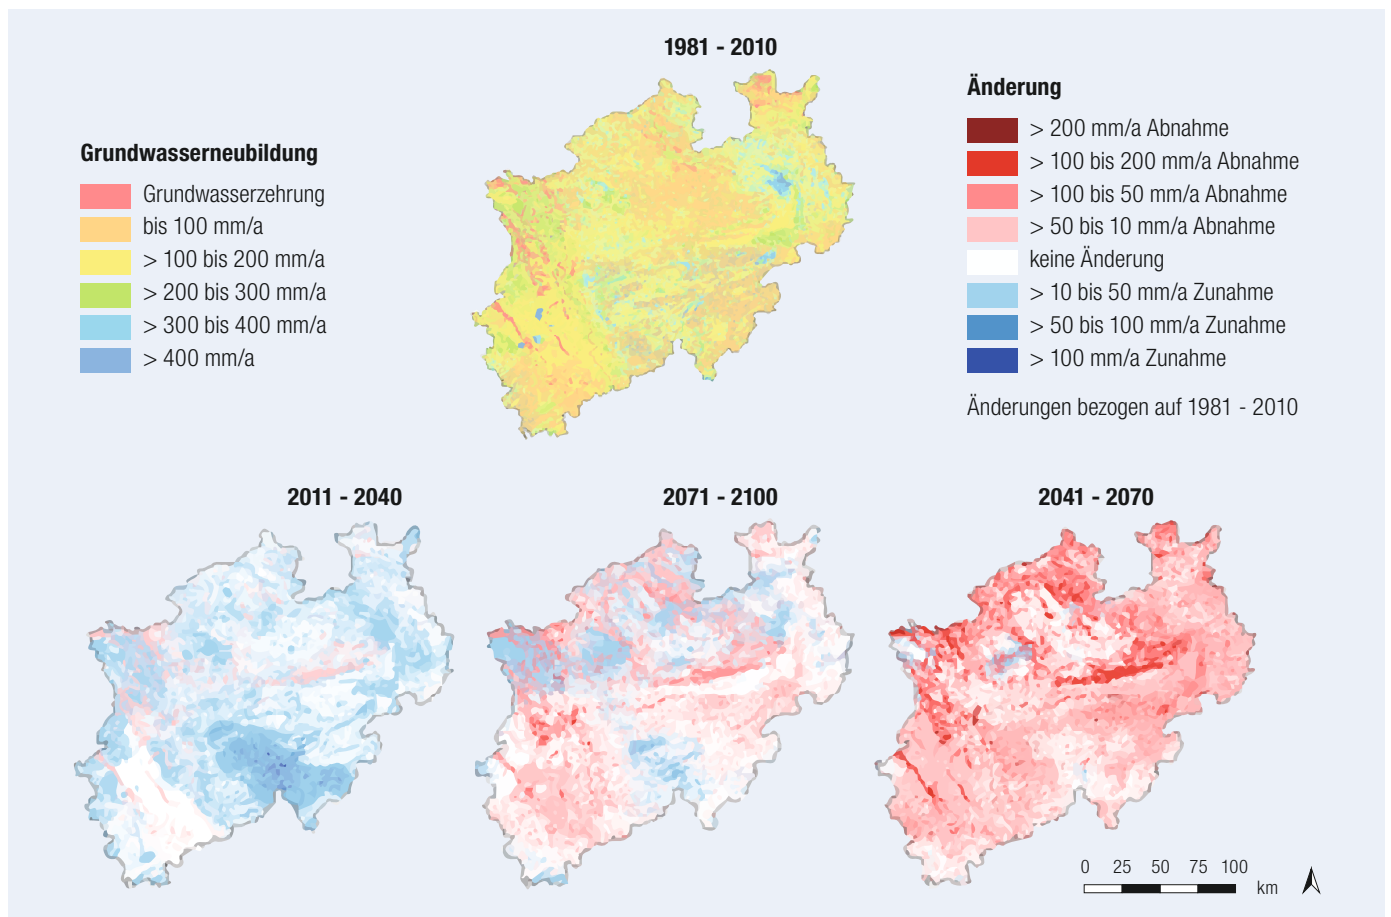 1981 - 2010
Grundwasserneubildung
Grundwasserzehrung
bis 100 mm/a
> 100 bis 200 mm/a
> 200 bis 300 mm/a
> 300 bis 400 mm/a
> 400 mm/a
Änderung
> 200 mm/a Abnahme
> 100 bis 200 mm/a Abnahme
> 100 bis 50 mm/a Abnahme
> 50 bis 10 mm/a Abnahme
keine Änderung
> 10 bis 50 mm/a Zunahme
> 50 bis 100 mm/a Zunahme
> 100 mm/a Zunahme
Änderungen bezogen auf 1981 - 2010
2011 - 2040
2071 - 2100
2041 - 2070
0 25 50 75 100
km